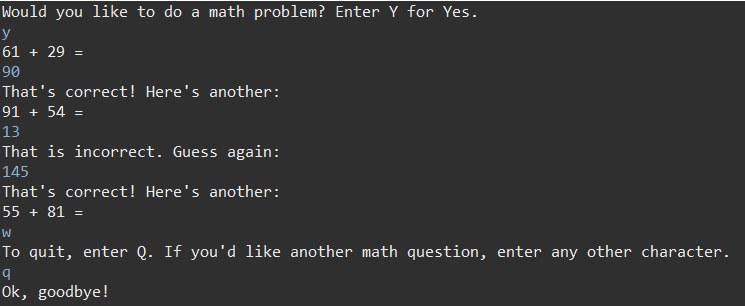 Would you like to do a math problem? Enter Y for Yes.
y
61 + 29 =
90
That's correct! Here's another:
91 + 54 =
13
That is incorrect. Guess again:
145
That's correct! Here's another:
55 + 81 =
w
To quit, enter Q. If you'd like another math question, enter any other character.
q
Ok, goodbye!